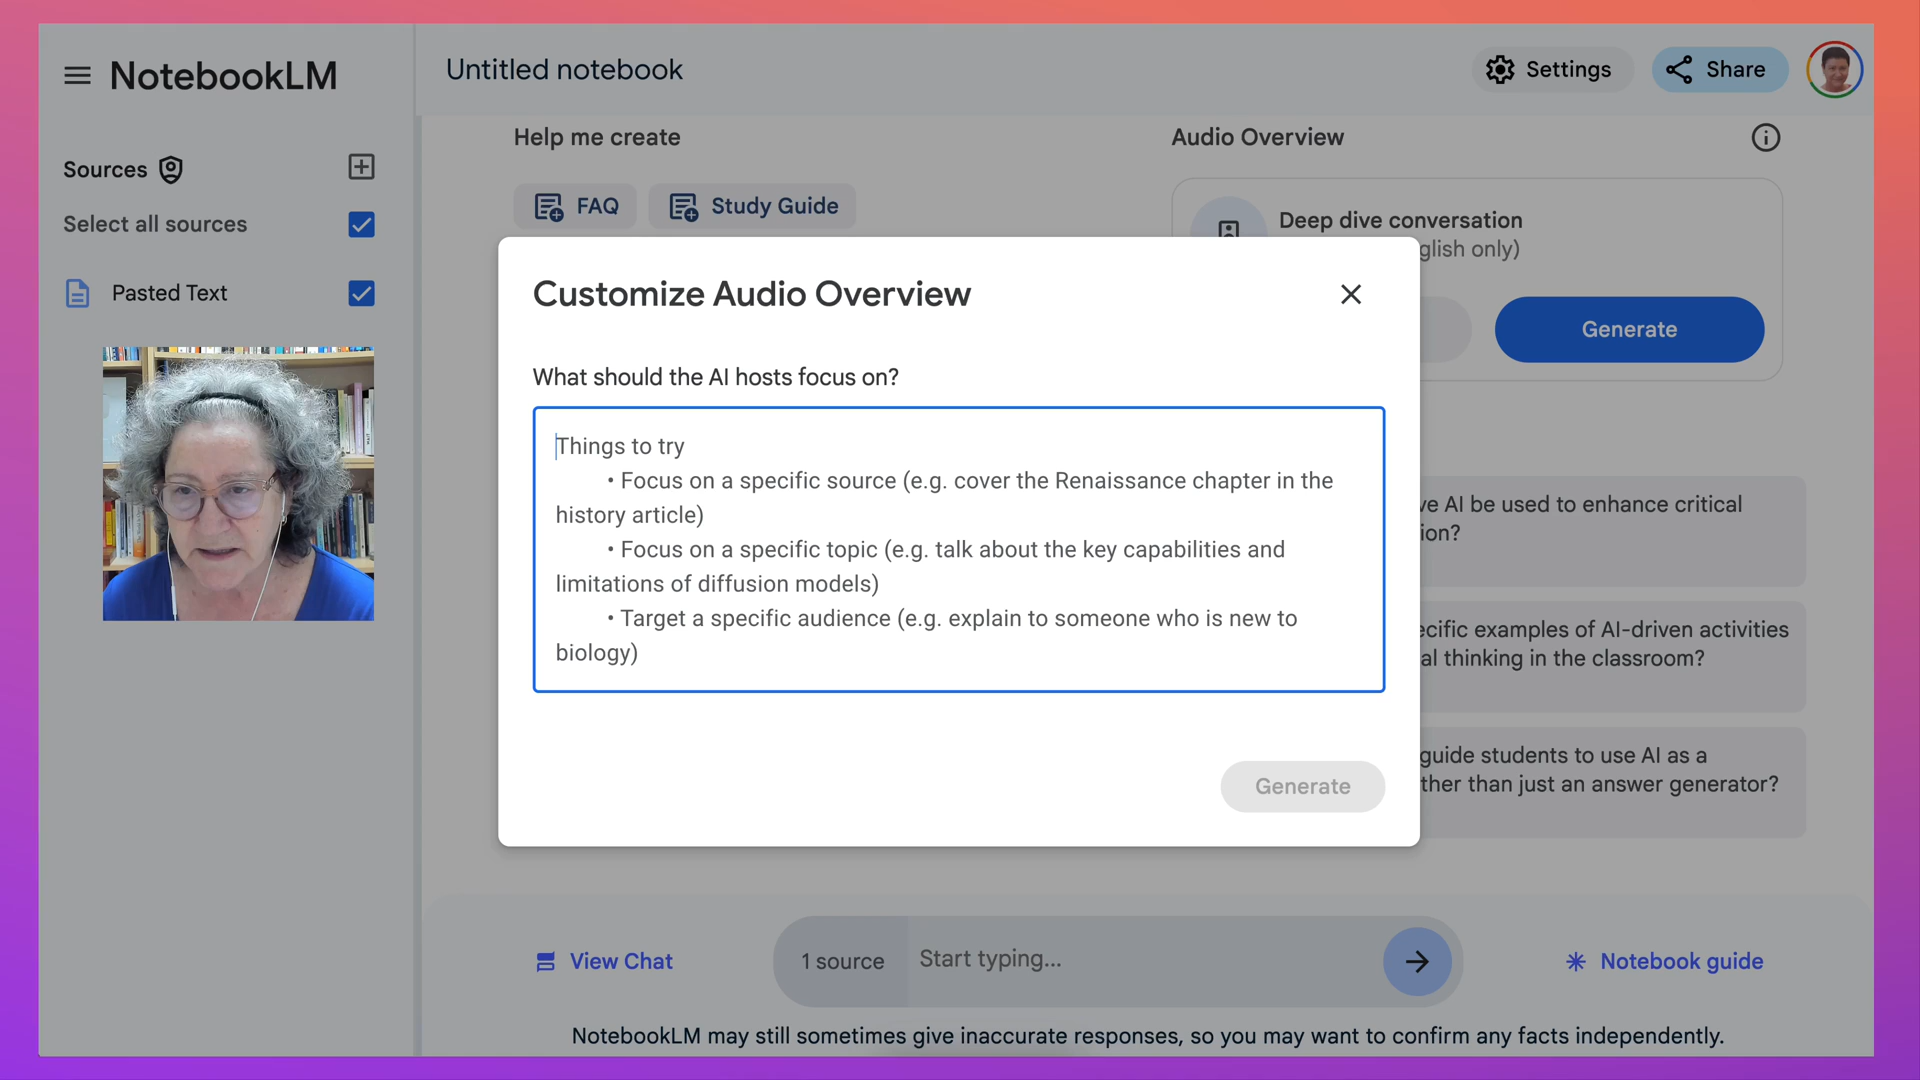 NotebookLM
Untitled notebook
Settings
Share
Sources
Select all sources
Pasted Text
Help me create
FAQ
Study Guide
Audio Overview
Deep dive conversation
glish only)
Generate
Customize Audio Overview
What should the AI hosts focus on?
Things to try
• Focus on a specific source (e.g. cover the Renaissance chapter in the
history article)
• Focus on a specific topic (e.g. talk about the key capabilities and
limitations of diffusion models)
• Target a specific audience (e.g. explain to someone who is new to
biology)
Generate
ve AI be used to enhance critical
ion?
ecific examples of AI-driven activities
al thinking in the classroom?
guide students to use AI as a
ther than just an answer generator?
View Chat
1 source
Start typing...
Notebook guide
NotebookLM may still sometimes give inaccurate responses, so you may want to confirm any facts independently.